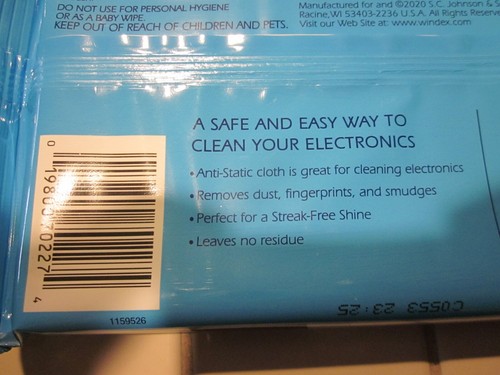 DO NOT USE FOR PERSONAL HYGIENE
OR AS A BABY WIPE.
KEEP OUT OF REACH OF CHILDREN AND PETS.
Manufactured for and ©2020 S.C. Johnson & S
Racine, WI 53403-2236 U.S.A. All Rights Reserve
Visit our Web Site at: www.windex.
A SAFE AND EASY WAY TO
CLEAN YOUR ELECTRONICS
• Anti-Static cloth is great for cleaning electronics
• Removes dust, fingerprints, and smudges
• Perfect for a Streak-Free Shine
• Leaves no residue
0 19800 70227 4
1159526
C0553 23:25